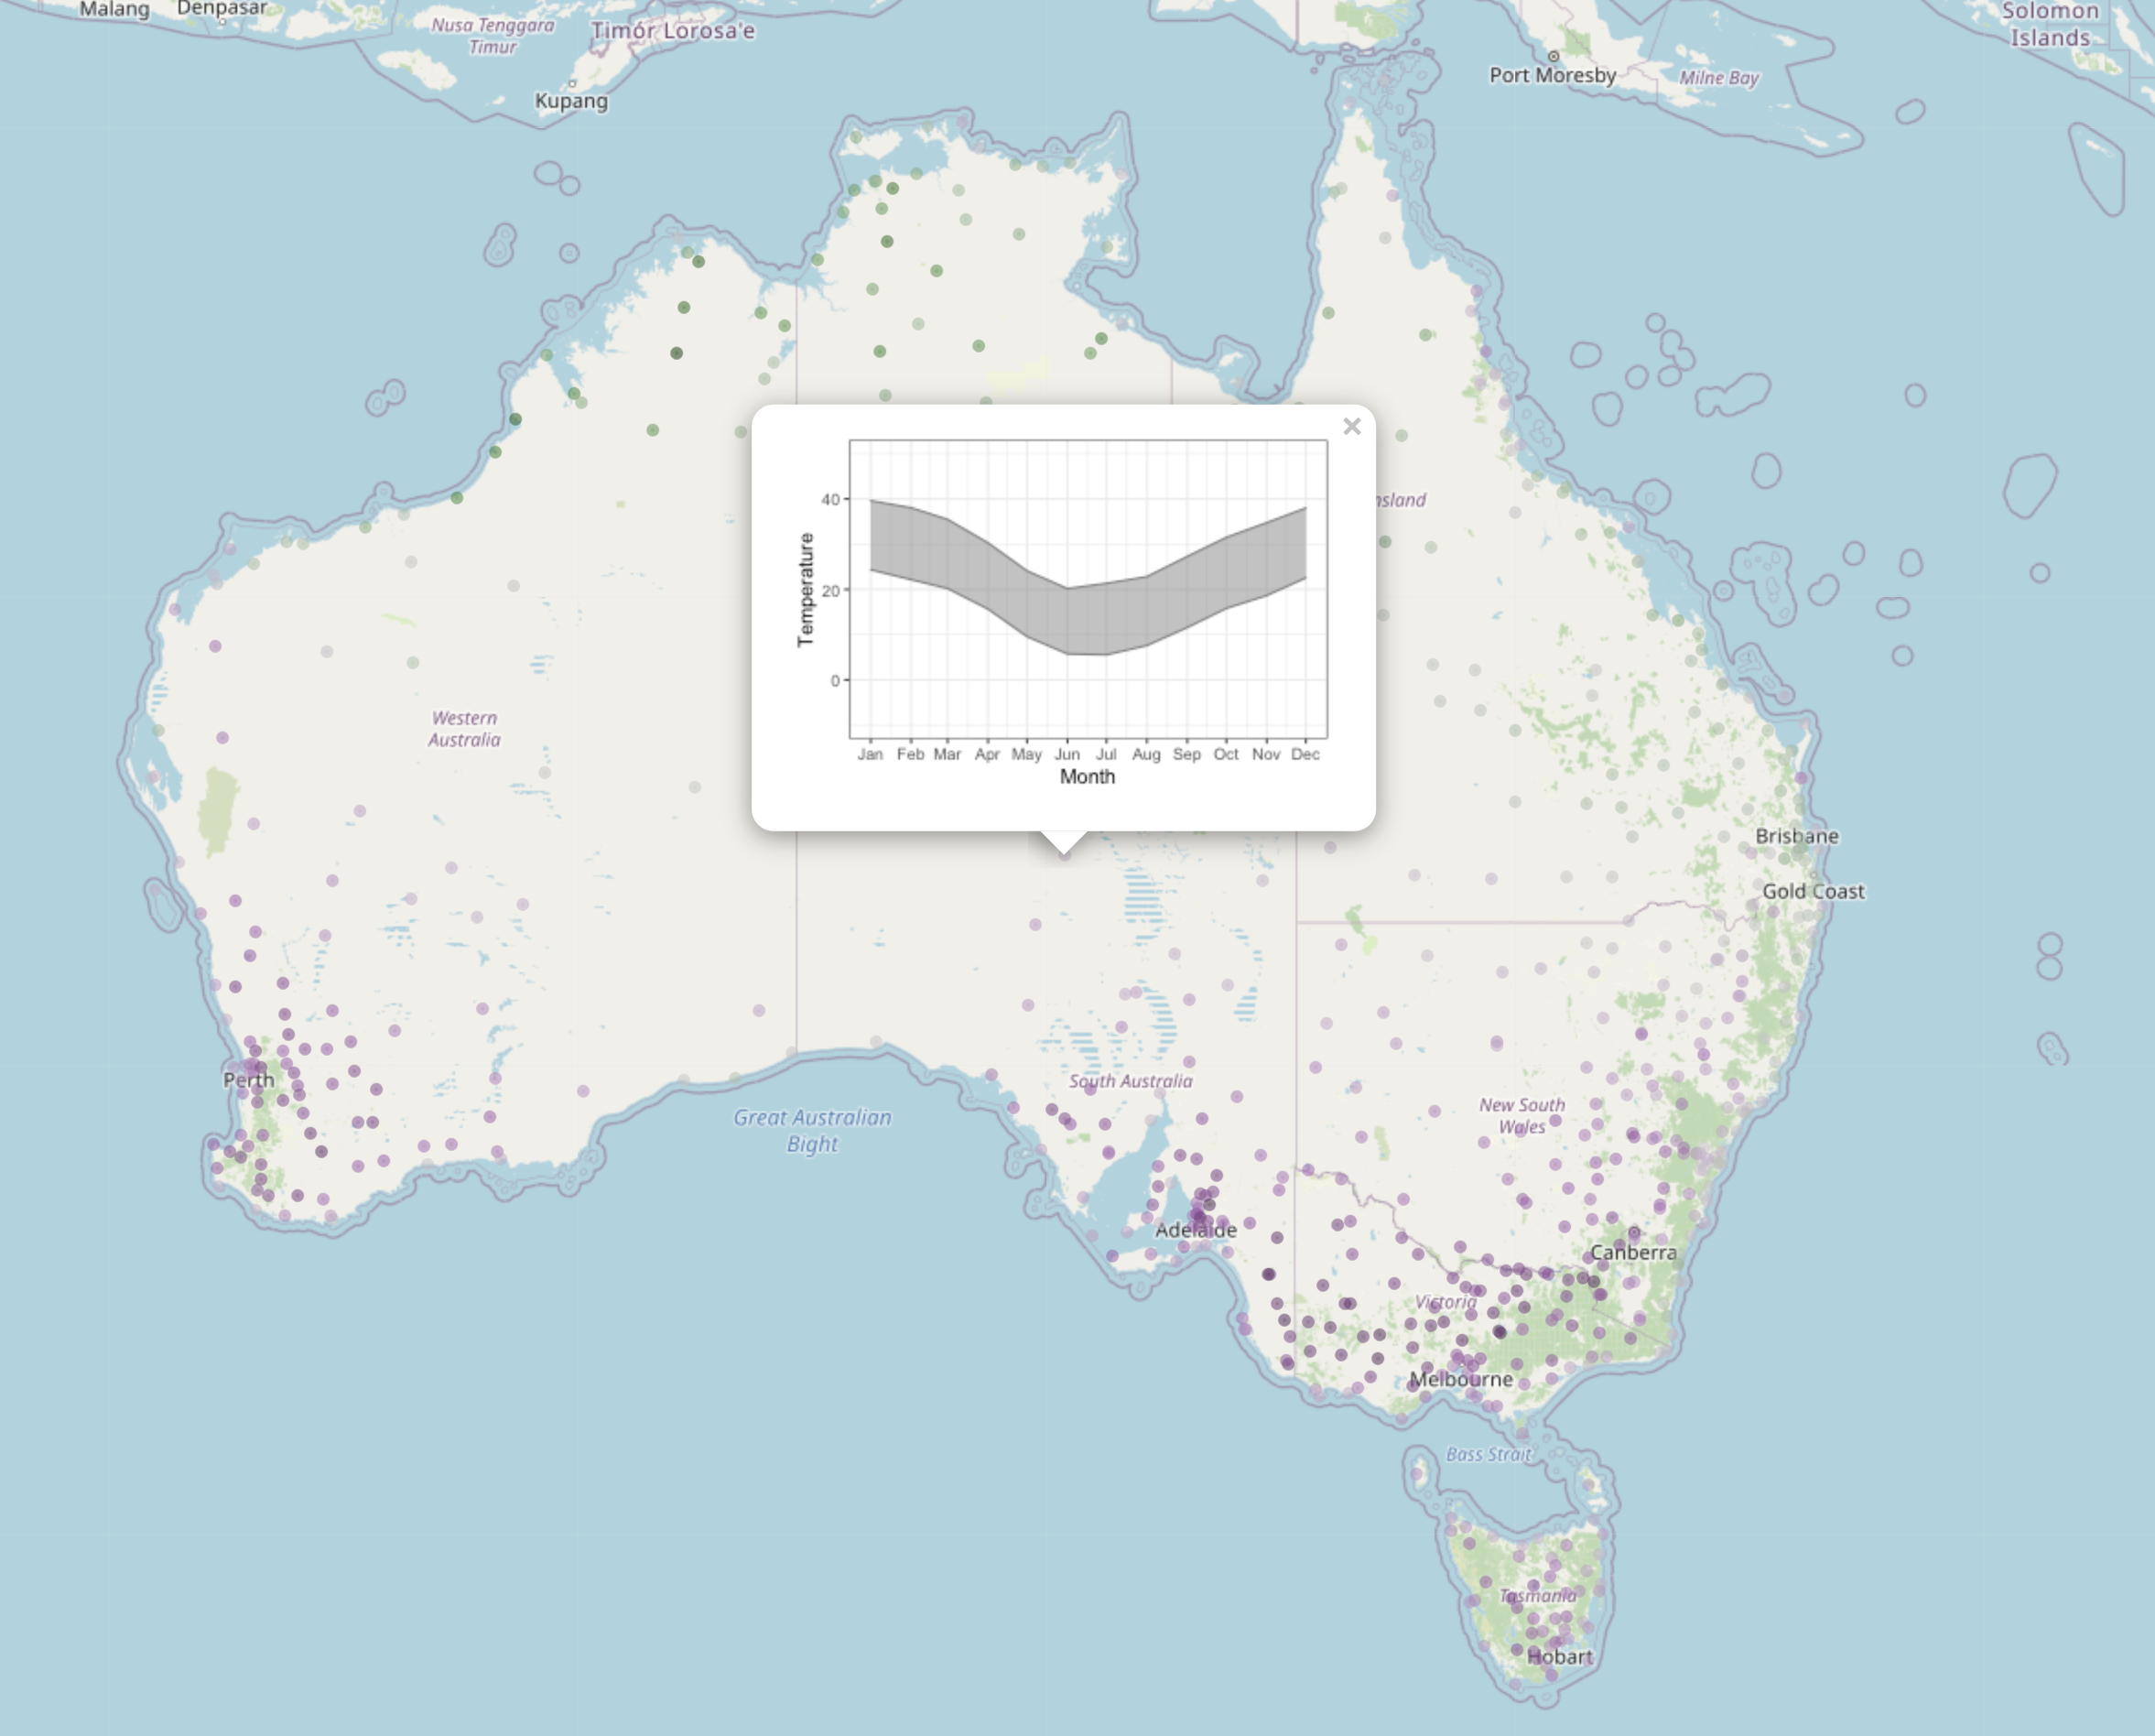 Malang
Denpasar
Nusa Tenggara
Timur
Timór Lorosa'e
Kupang
Port Moresby
Milne Bay
Solomon
Islands
40
20
0
Temperature
Jan Feb Mar Apr May Jun Jul Aug Sep Oct Nov Dec
Month
nsland
Western
Australia
Brisbane
Gold Coast
Perth
South Australia
Great Australian
Bight
New South
Wales
Adelaide
Canberra
Victoria
Melbourne
Bass Strait
Tasmania
Hobart